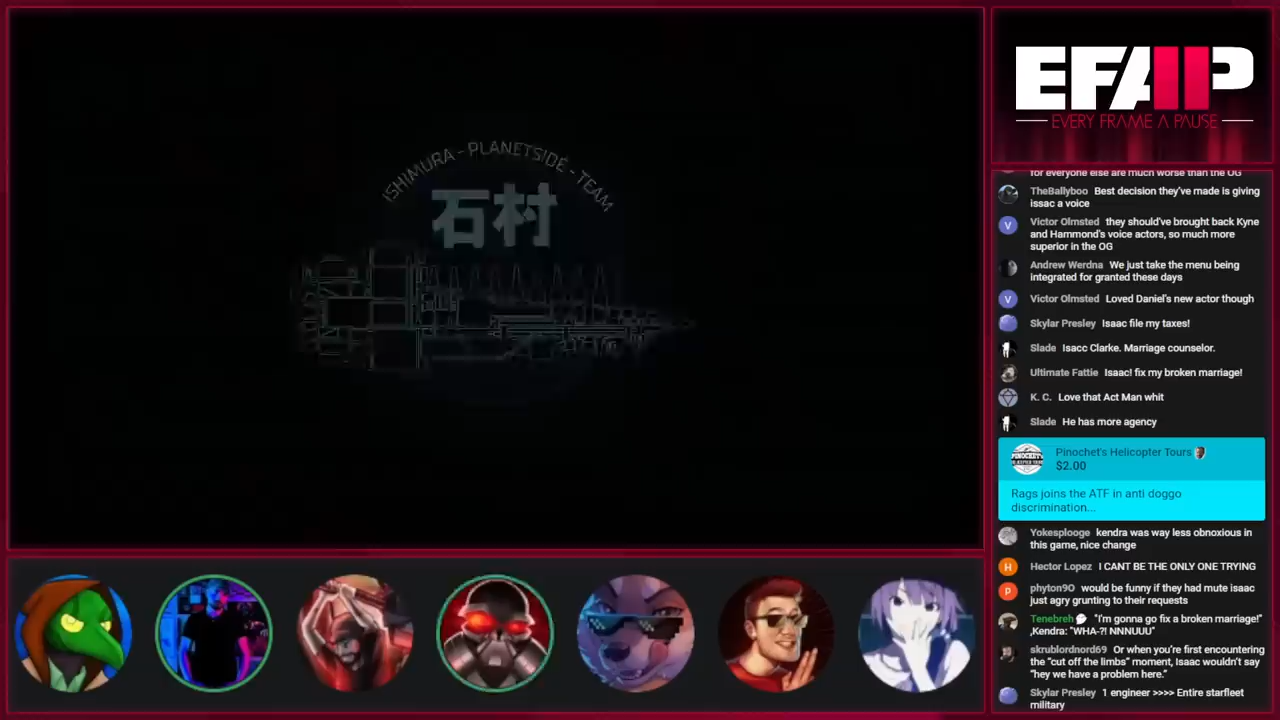 ISHIMURA - PLANETSIDE - TEAM
石村
EFAP
EVERY FRAME A PAUSE
for everyone else are much worse than the OG
TheBallyboo Best decision they've made is giving
issac a voice
Victor Olmsted they should've brought back Kyne
and Hammond's voice actors, so much more
superior in the OG
Andrew Werdna We just take the menu being
integrated for granted these days
Victor Olmsted Loved Daniel's new actor though
Skylar Presley Isaac file my taxes!
Slade Isacc Clarke. Marriage counselor.
Ultimate Fattie Isaac! fix my broken marriage!
K. C. Love that Act Man whit
Slade He has more agency
Pinochet's Helicopter Tours
$2.00
Rags joins the ATF in anti doggo
discrimination...
Yokesplooge kendra was way less obnoxious in
this game, nice change
Hector Lopez I CANT BE THE ONLY ONE TRYING
phyton90 would be funny if they had mute isaac
just agry grunting to their requests
Tenebreh "I'm gonna go fix a broken marriage!"
,Kendra: "WHA-?! NNNUUU"
skrublordnord69 Or when you're first encountering
the "cut off the limbs" moment, Isaac wouldn't say
"hey we have a problem here."
Skylar Presley 1 engineer >>>> Entire starfleet
military